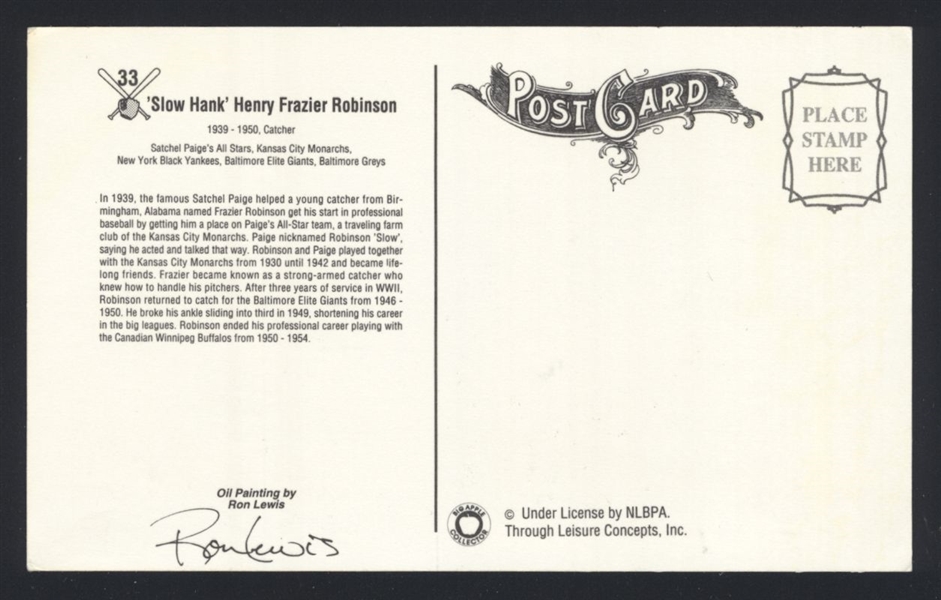 33
'Slow Hank' Henry Frazier Robinson
1939 - 1950, Catcher
Satchel Paige's All Stars, Kansas City Monarchs,
New York Black Yankees, Baltimore Elite Giants, Baltimore Greys
In 1939, the famous Satchel Paige helped a young catcher from Bir-
mingham, Alabama named Frazier Robinson get his start in professional
baseball by getting him a place on Paige's All-Star team, a traveling farm
club of the Kansas City Monarchs. Paige nicknamed Robinson 'Slow',
saying he acted and talked that way. Robinson and Paige played together
with the Kansas City Monarchs from 1930 until 1942 and became life-
long friends. Frazier became known as a strong-armed catcher who
knew how to handle his pitchers. After three years of service in WWII,
Robinson returned to catch for the Baltimore Elite Giants from 1946 -
1950. He broke his ankle sliding into third in 1949, shortening his career
in the big leagues. Robinson ended his professional career playing with
the Canadian Winnipeg Buffalos from 1950 - 1954.
Oil Painting by
Ron Lewis
Ron Lewis
POST CARD
PLACE
STAMP
HERE
BIG APPLE
COLLECTOR
© Under License by NLBPA.
Through Leisure Concepts, Inc.